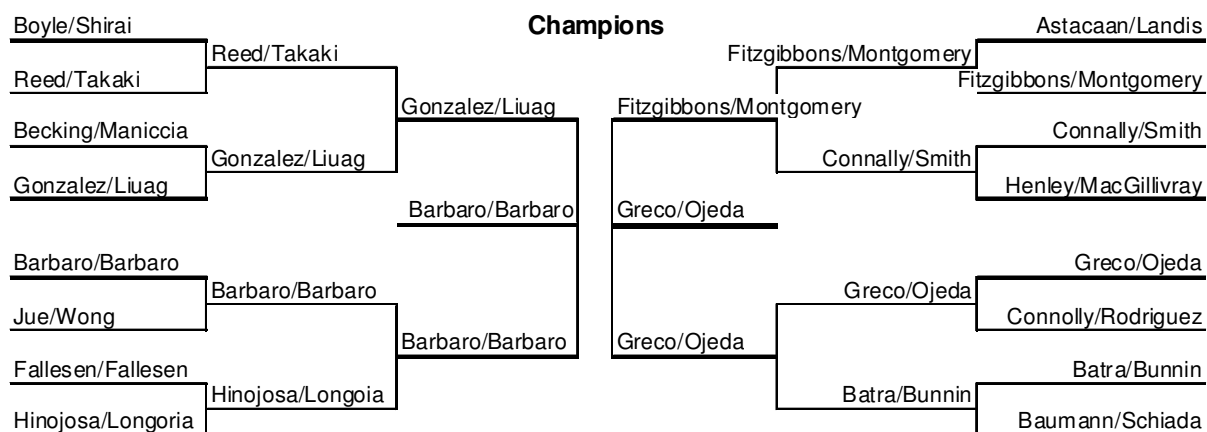 Champions
Boyle/Shirai
Astacaan/Landis
Reed/Takaki
Fitzgibbons/Montgomery
Reed/Takaki
Fitzgibbons/Montgomery
Gonzalez/Liuag
Fitzgibbons/Montgomery
Becking/Maniccia
Connally/Smith
Gonzalez/Liuag
Connally/Smith
Gonzalez/Liuag
Henley/MacGillivray
Barbaro/Barbaro
Greco/Ojeda
Barbaro/Barbaro
Greco/Ojeda
Barbaro/Barbaro
Greco/Ojeda
Jue/Wong
Connolly/Rodriguez
Barbaro/Barbaro
Greco/Ojeda
Fallesen/Fallesen
Batra/Bunnin
Hinojosa/Longoia
Batra/Bunnin
Hinojosa/Longoria
Baumann/Schiada